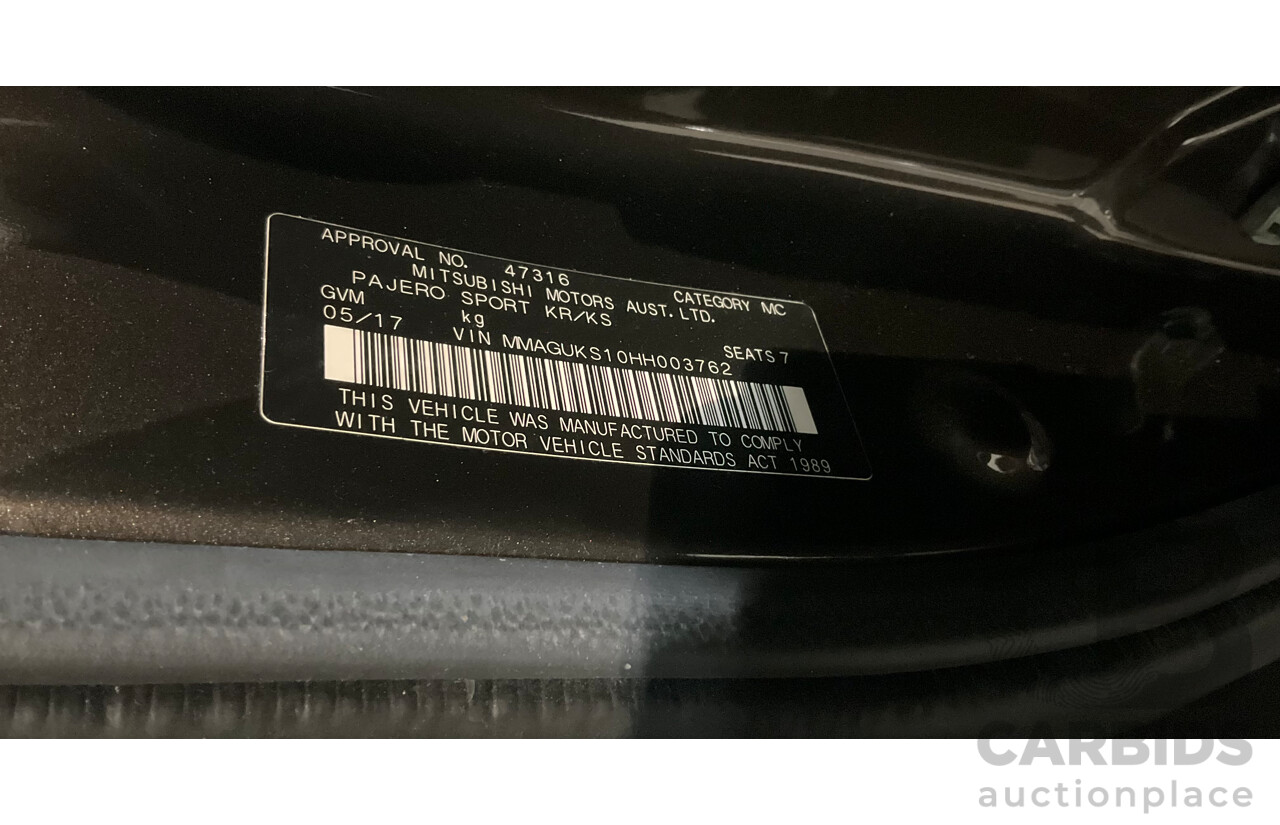 APPROVAL NO. 47316 CATEGORY MC
MITSUBISHI MOTORS AUST. LTD.
PAJERO SPORT KR/KS
GVM kg SEATS 7
05/17 VIN MMAGUKS10HH003762
THIS VEHICLE WAS MANUFACTURED TO COMPLY
WITH THE MOTOR VEHICLE STANDARDS ACT 1989
CARBIDS
auctionplace